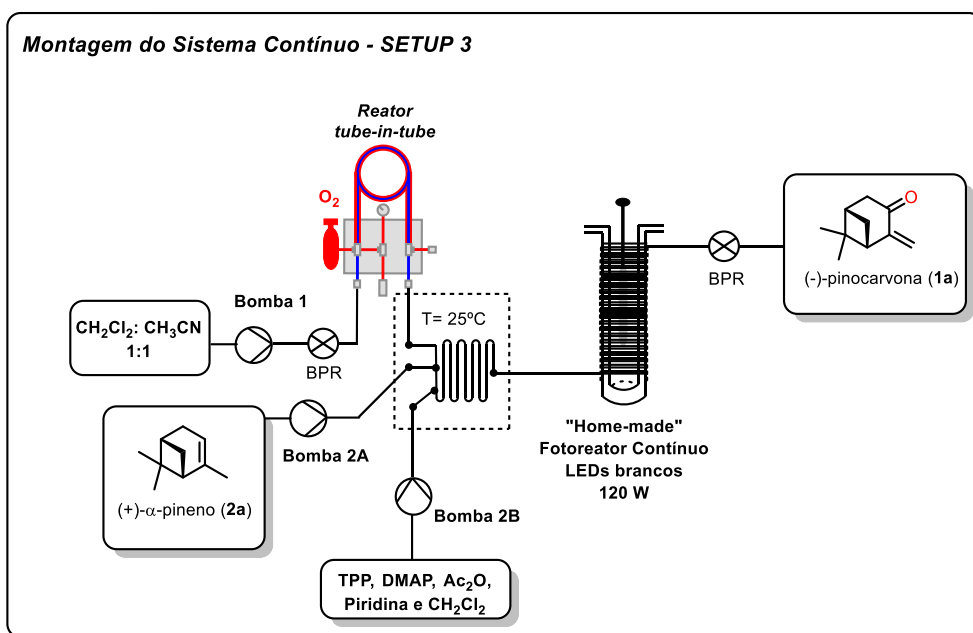 Montagem do Sistema Contínuo - SETUP 3
Reator
tube-in-tube
O₂
Bomba 1
CH₂Cl₂: CH₃CN
1:1
BPR
T= 25ºC
Bomba 2A
(+)-α-pineno (2a)
Bomba 2B
TPP, DMAP, Ac₂O,
Piridina e CH₂Cl₂
"Home-made"
Fotoreator Contínuo
LEDs brancos
120 W
BPR
O
(-)-pinocarvona (1a)